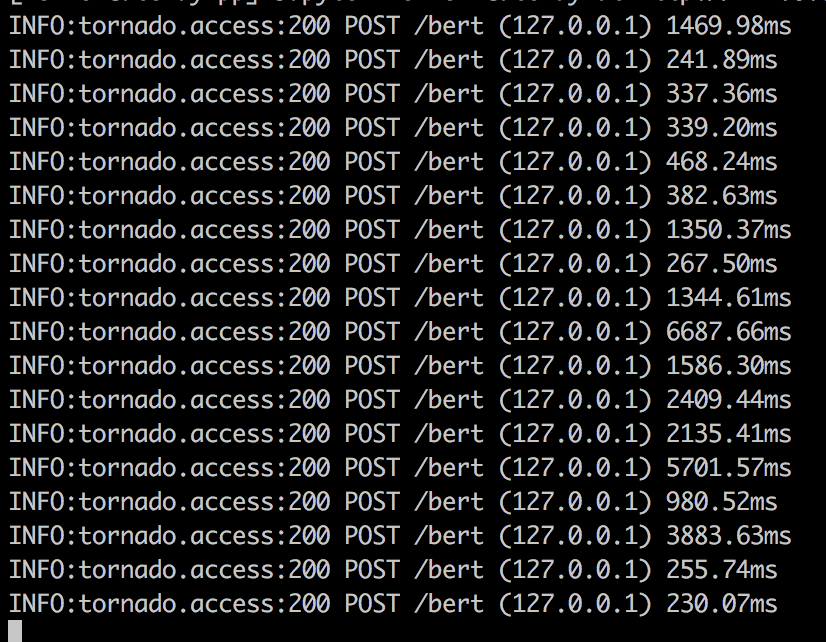 INFO:tornado.access:200 POST /bert (127.0.0.1) 1469.98ms
INFO:tornado.access:200 POST /bert (127.0.0.1) 241.89ms
INFO:tornado.access:200 POST /bert (127.0.0.1) 337.36ms
INFO:tornado.access:200 POST /bert (127.0.0.1) 339.20ms
INFO:tornado.access:200 POST /bert (127.0.0.1) 468.24ms
INFO:tornado.access:200 POST /bert (127.0.0.1) 382.63ms
INFO:tornado.access:200 POST /bert (127.0.0.1) 1350.37ms
INFO:tornado.access:200 POST /bert (127.0.0.1) 267.50ms
INFO:tornado.access:200 POST /bert (127.0.0.1) 1344.61ms
INFO:tornado.access:200 POST /bert (127.0.0.1) 6687.66ms
INFO:tornado.access:200 POST /bert (127.0.0.1) 1586.30ms
INFO:tornado.access:200 POST /bert (127.0.0.1) 2409.44ms
INFO:tornado.access:200 POST /bert (127.0.0.1) 2135.41ms
INFO:tornado.access:200 POST /bert (127.0.0.1) 5701.57ms
INFO:tornado.access:200 POST /bert (127.0.0.1) 980.52ms
INFO:tornado.access:200 POST /bert (127.0.0.1) 3883.63ms
INFO:tornado.access:200 POST /bert (127.0.0.1) 255.74ms
INFO:tornado.access:200 POST /bert (127.0.0.1) 230.07ms